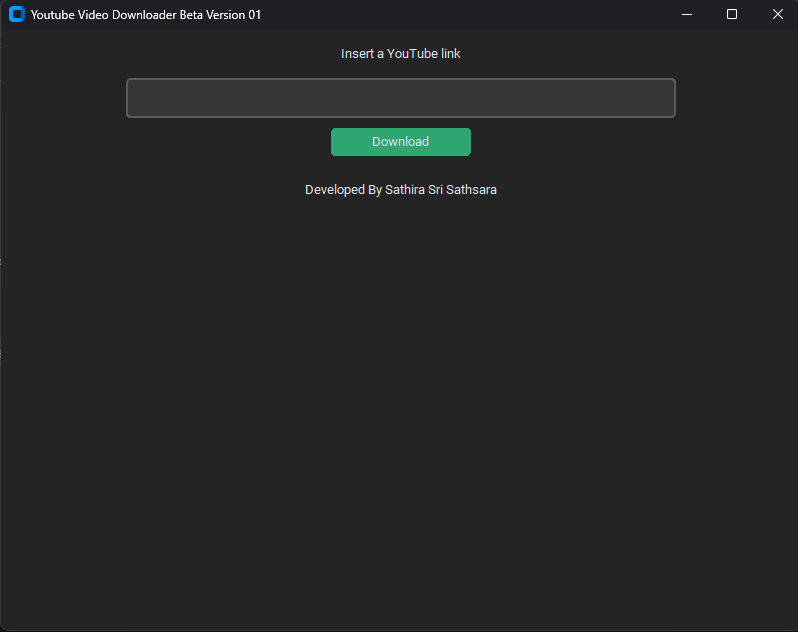 Youtube Video Downloader Beta Version 01
Insert a YouTube link
Download
Developed By Sathira Sri Sathsara